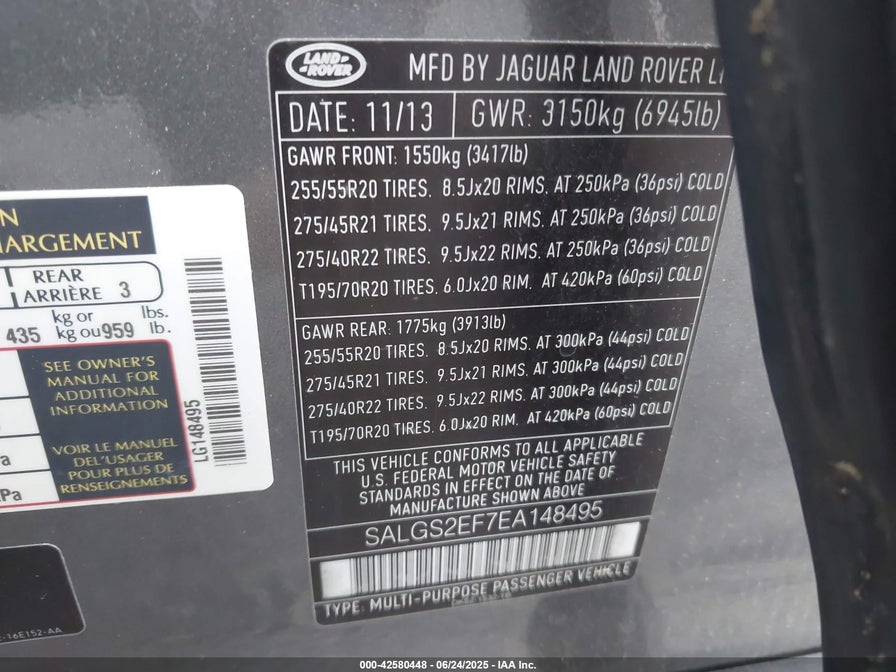 LAND
ROVER
MFD BY JAGUAR LAND ROVER
DATE: 11/13
GWR: 3150kg (6945lb)
GAWR FRONT: 1550kg (3417lb)
255/55R20 TIRES. 8.5Jx20 RIMS. AT 250kPa (36psi) COLD
275/45R21 TIRES. 9.5Jx21 RIMS. AT 250kPa (36psi) COLD
275/40R22 TIRES. 9.5Jx22 RIMS. AT 250kPa (36psi) COLD
T195/70R20 TIRES. 6.0Jx20 RIM. AT 420kPa (60psi) COLD
GAWR REAR: 1775kg (3913lb)
255/55R20 TIRES. 8.5Jx20 RIMS. AT 300kPa (44psi) COLD
275/45R21 TIRES. 9.5Jx21 RIMS. AT 300kPa (44psi) COLD
275/40R22 TIRES. 9.5Jx22 RIMS. AT 300kPa (44psi) COLD
T195/70R20 TIRES. 6.0Jx20 RIM. AT 420kPa (60psi) COLD
THIS VEHICLE CONFORMS TO ALL APPLICABLE
U.S. FEDERAL MOTOR VEHICLE SAFETY
STANDARDS IN EFFECT ON THE DATE OF
MANUFACTURE SHOWN ABOVE
SALGS2EF7EA148495
TYPE: MULTI-PURPOSE PASSENGER VEHICLE
N
ARGEMENT
REAR
ARRIÈRE 3
435 kg or kg ou 959 lbs. lb.
SEE OWNER'S
MANUAL FOR
ADDITIONAL
INFORMATION
VOIR LE MANUEL
DEL'USAGER
POUR PLUS DE
RENSEIGNEMENTS
a
Pa
LG148495
-16E152-AA
000-42580448 - 06/24/2025 - IAA Inc.